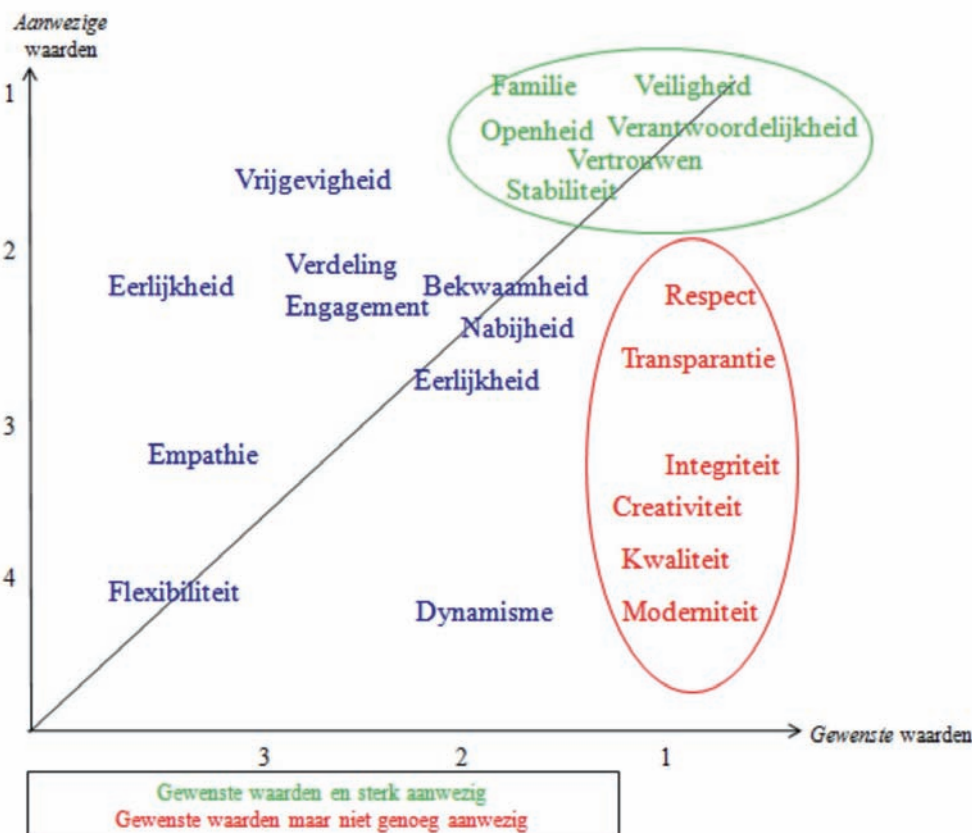 Aanwezige
waarden
1
Familie Veiligheid
Openheid Verantwoordelijkheid
Vertrouwen
Vrijgevigheid
Stabiliteit
2
Verdeling
Eerlijkheid
Bekwaamheid
Respect
Engagement
Nabijheid
Transparantie
Eerlijkheid
3
Empathie
Integriteit
Creativiteit
Kwaliteit
4
Flexibiliteit
Dynamisme
Moderniteit
Gewenste waarden
3 2 1
Gewenste waarden en sterk aanwezig
Gewenste waarden maar niet genoeg aanwezig